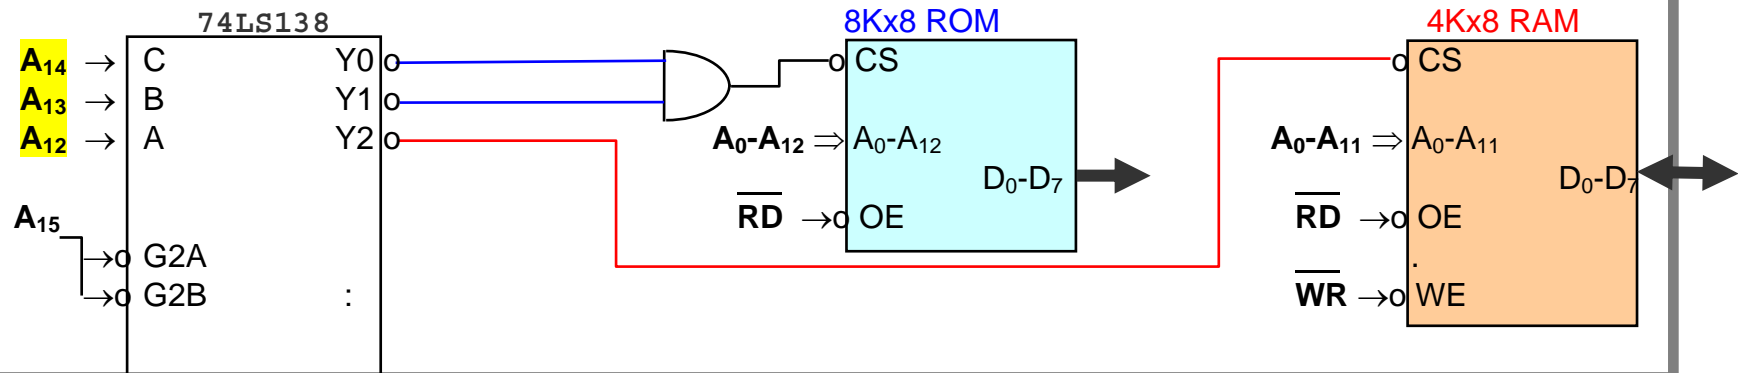 74LS138
8Kx8 ROM
4Kx8 RAM
A14 → C Y0
A13 → B Y1
A12 → A Y2
A15
G2A
G2B :
CS
A0-A12 ⇒ A0-A12
D0-D7
RD → OE
CS
A0-A11 ⇒ A0-A11
D0-D7
RD → OE
.
WR → WE